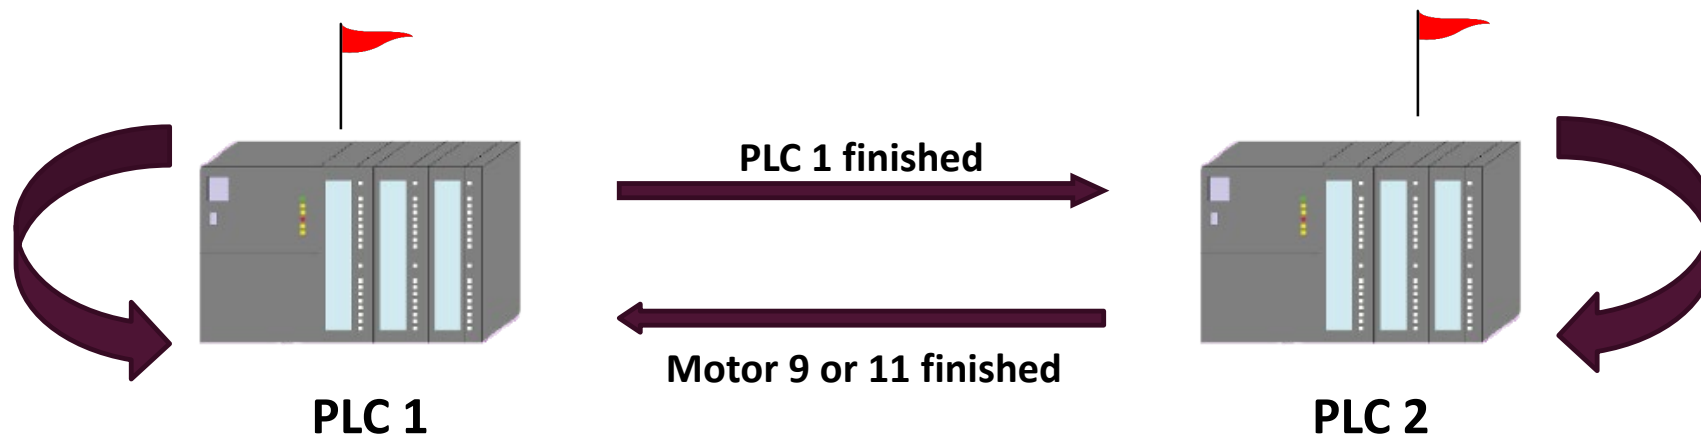 PLC 1 finished
Motor 9 or 11 finished
PLC 1
PLC 2